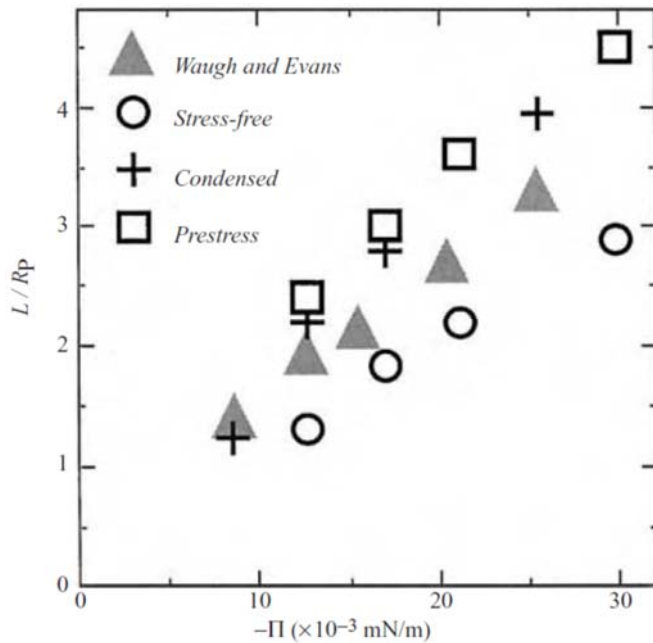 4
3
2
1
0
L / RP
Waugh and Evans
Stress-free
Condensed
Prestress
0
10
20
30
−Π (×10−3 mN/m)